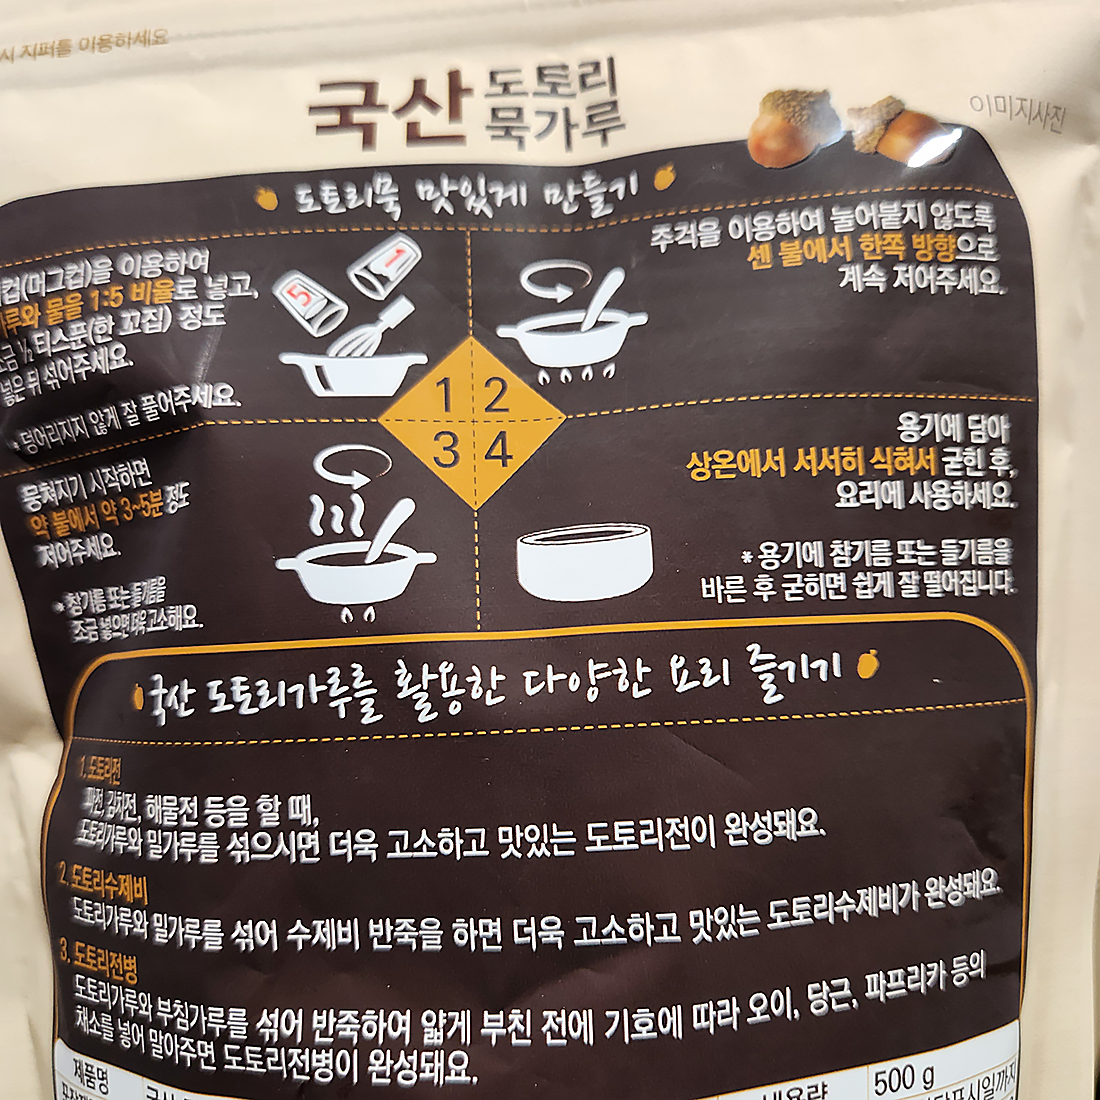 시 지퍼를 이용하세요
국산 도토리
묵가루
이미지사진
도토리묵 맛있게 만들기
컵(머그컵)을 이용하여
가루와 물을 1:5 비율로 넣고,
소금 ½ 티스푼(한 꼬집) 정도
넣은 뒤 섞어주세요.
* 덩어리지지 않게 잘 풀어주세요.
5
1
주걱을 이용하여 눌어붙지 않도록
센 불에서 한쪽 방향으로
계속 저어주세요.
1 2
3 4
뭉쳐지기 시작하면
약 불에서 약 3~5분 정도
저어주세요.
* 참기름 또는 들기름을
조금 넣으면 더욱 고소해요.
용기에 담아
상온에서 서서히 식혀서 굳힌 후,
요리에 사용하세요.
* 용기에 참기름 또는 들기름을
바른 후 굳히면 쉽게 잘 떨어집니다.
국산 도토리가루를 활용한 다양한 요리 즐기기
1. 도토리전
파전, 김치전, 해물전 등을 할 때,
도토리가루와 밀가루를 섞으시면 더욱 고소하고 맛있는 도토리전이 완성돼요.
2. 도토리수제비
도토리가루와 밀가루를 섞어 수제비 반죽을 하면 더욱 고소하고 맛있는 도토리수제비가 완성돼요.
3. 도토리전병
도토리가루와 부침가루를 섞어 반죽하여 얇게 부친 전에 기호에 따라 오이, 당근, 파프리카 등의
채소를 넣어 말아주면 도토리전병이 완성돼요.
제품명
내용량
500 g